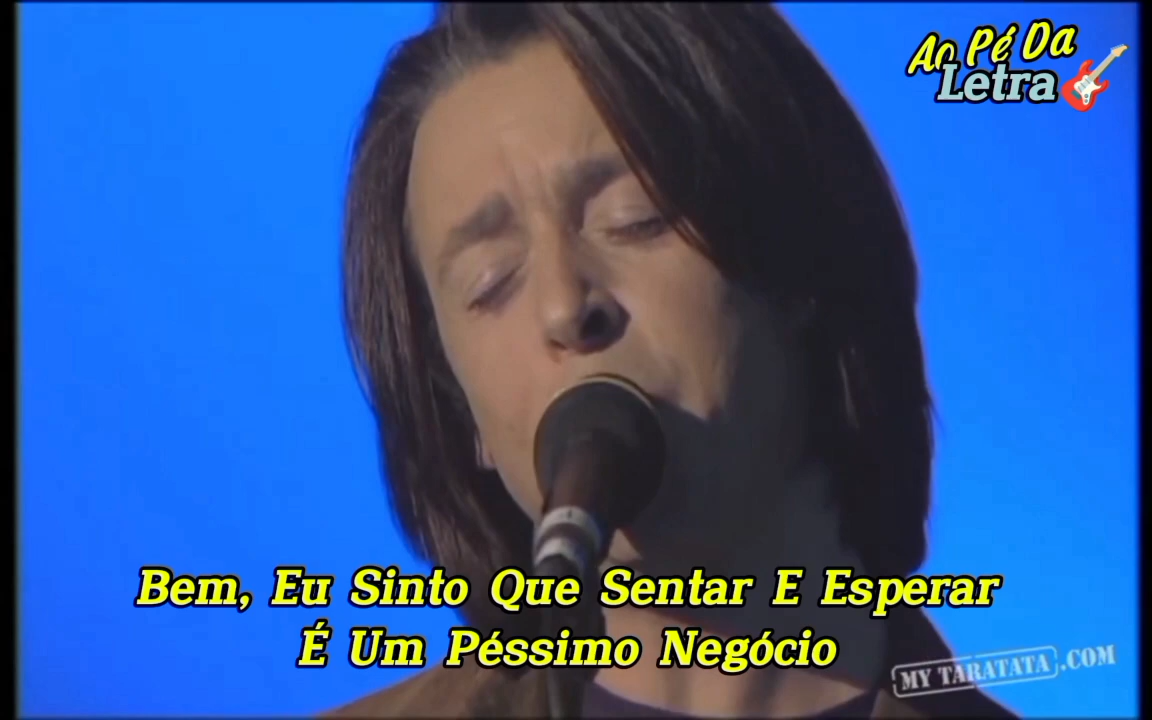 Ao Pé Da
Letra
Bem, Eu Sinto Que Sentar E Esperar
É Um Péssimo Negócio
MY TARATATA.COM